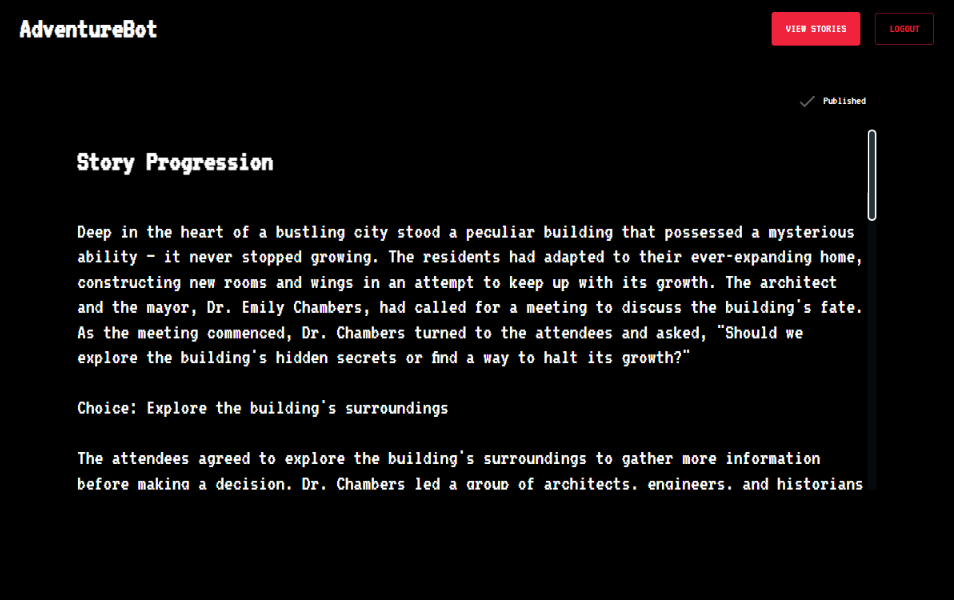 AdventureBot
VIEW STORIES
LOGOUT
Published
Story Progression
Deep in the heart of a bustling city stood a peculiar building that possessed a mysterious
ability – it never stopped growing. The residents had adapted to their ever-expanding home,
constructing new rooms and wings in an attempt to keep up with its growth. The architect
and the mayor, Dr. Emily Chambers, had called for a meeting to discuss the building's fate.
As the meeting commenced, Dr. Chambers turned to the attendees and asked, "Should we
explore the building's hidden secrets or find a way to halt its growth?"
Choice: Explore the building's surroundings
The attendees agreed to explore the building's surroundings to gather more information
before making a decision. Dr. Chambers led a group of architects, engineers, and historians